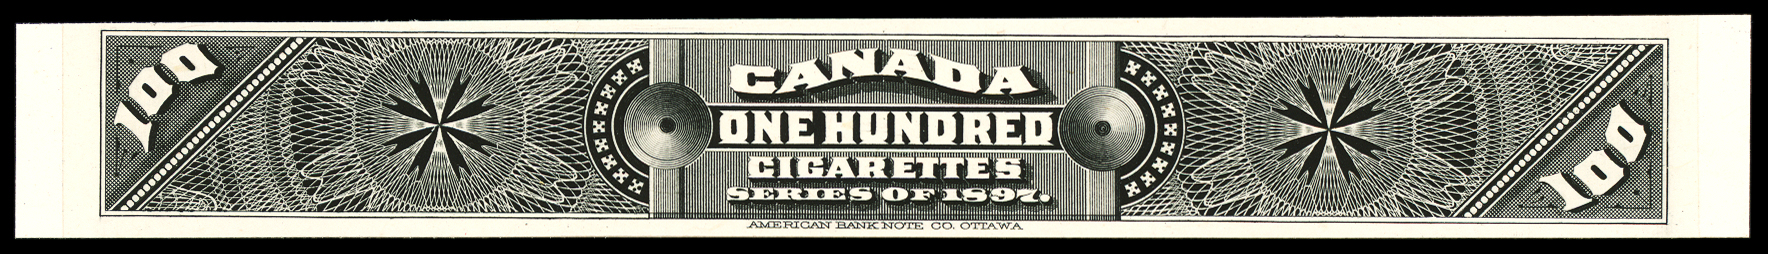 100
CANADA
ONE HUNDRED
CIGARETTES
SERIES OF 1897.
100
AMERICAN BANK NOTE CO. OTTAWA